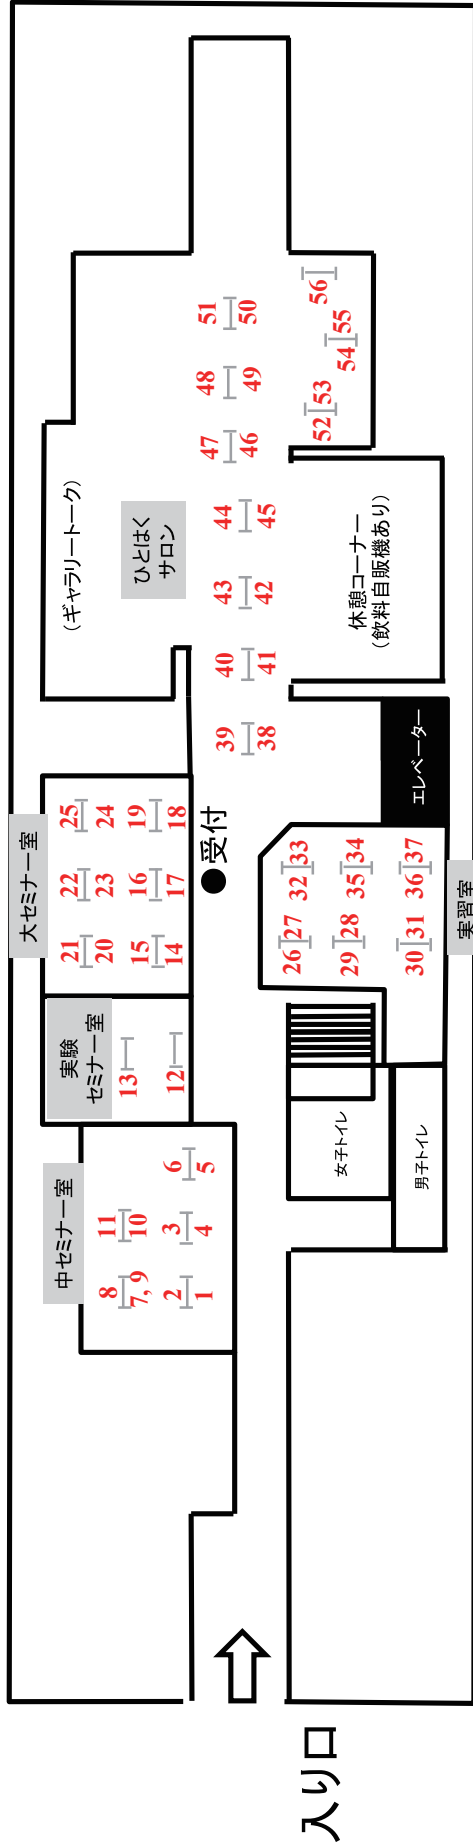 中セミナー室
8 11
7, 9 10
2 3 6
1 4 5
実験
セミナー室
13
12
大セミナー室
21 22 25
20 23 24
15 16 19
14 17 18
(ギャラリートーク)
ひとはく
サロン
受付
39 40 43 44 47 48 51
38 41 42 45 46 49 50
入り口
女子トイレ
男子トイレ
26 27 32 33
29 28 35 34
30 31 36 37
実習室
エレベーター
休憩コーナー
(飲料自販機あり)
52 53
54 55
56